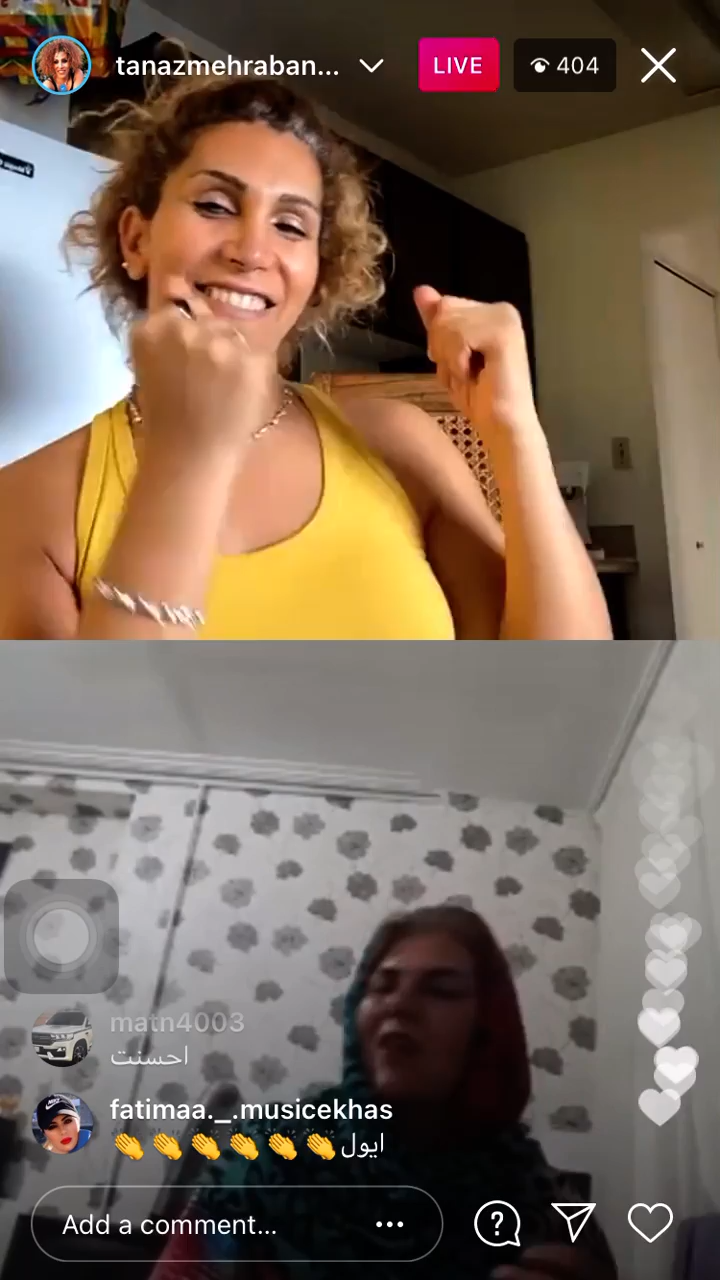 tanazmehraban...
LIVE
404
matn4003
احسنت
fatimaa._.musicekhas
ایول👏👏👏👏👏👏
Add a comment...